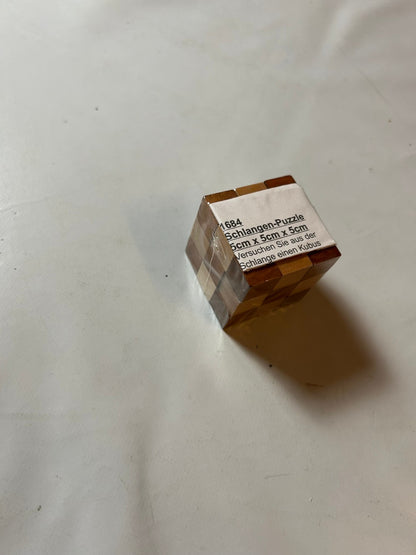 1684
Schlangen-Puzzle
5cm x 5cm x 5cm
Versuchen Sie aus der
Schlange einen Kubus